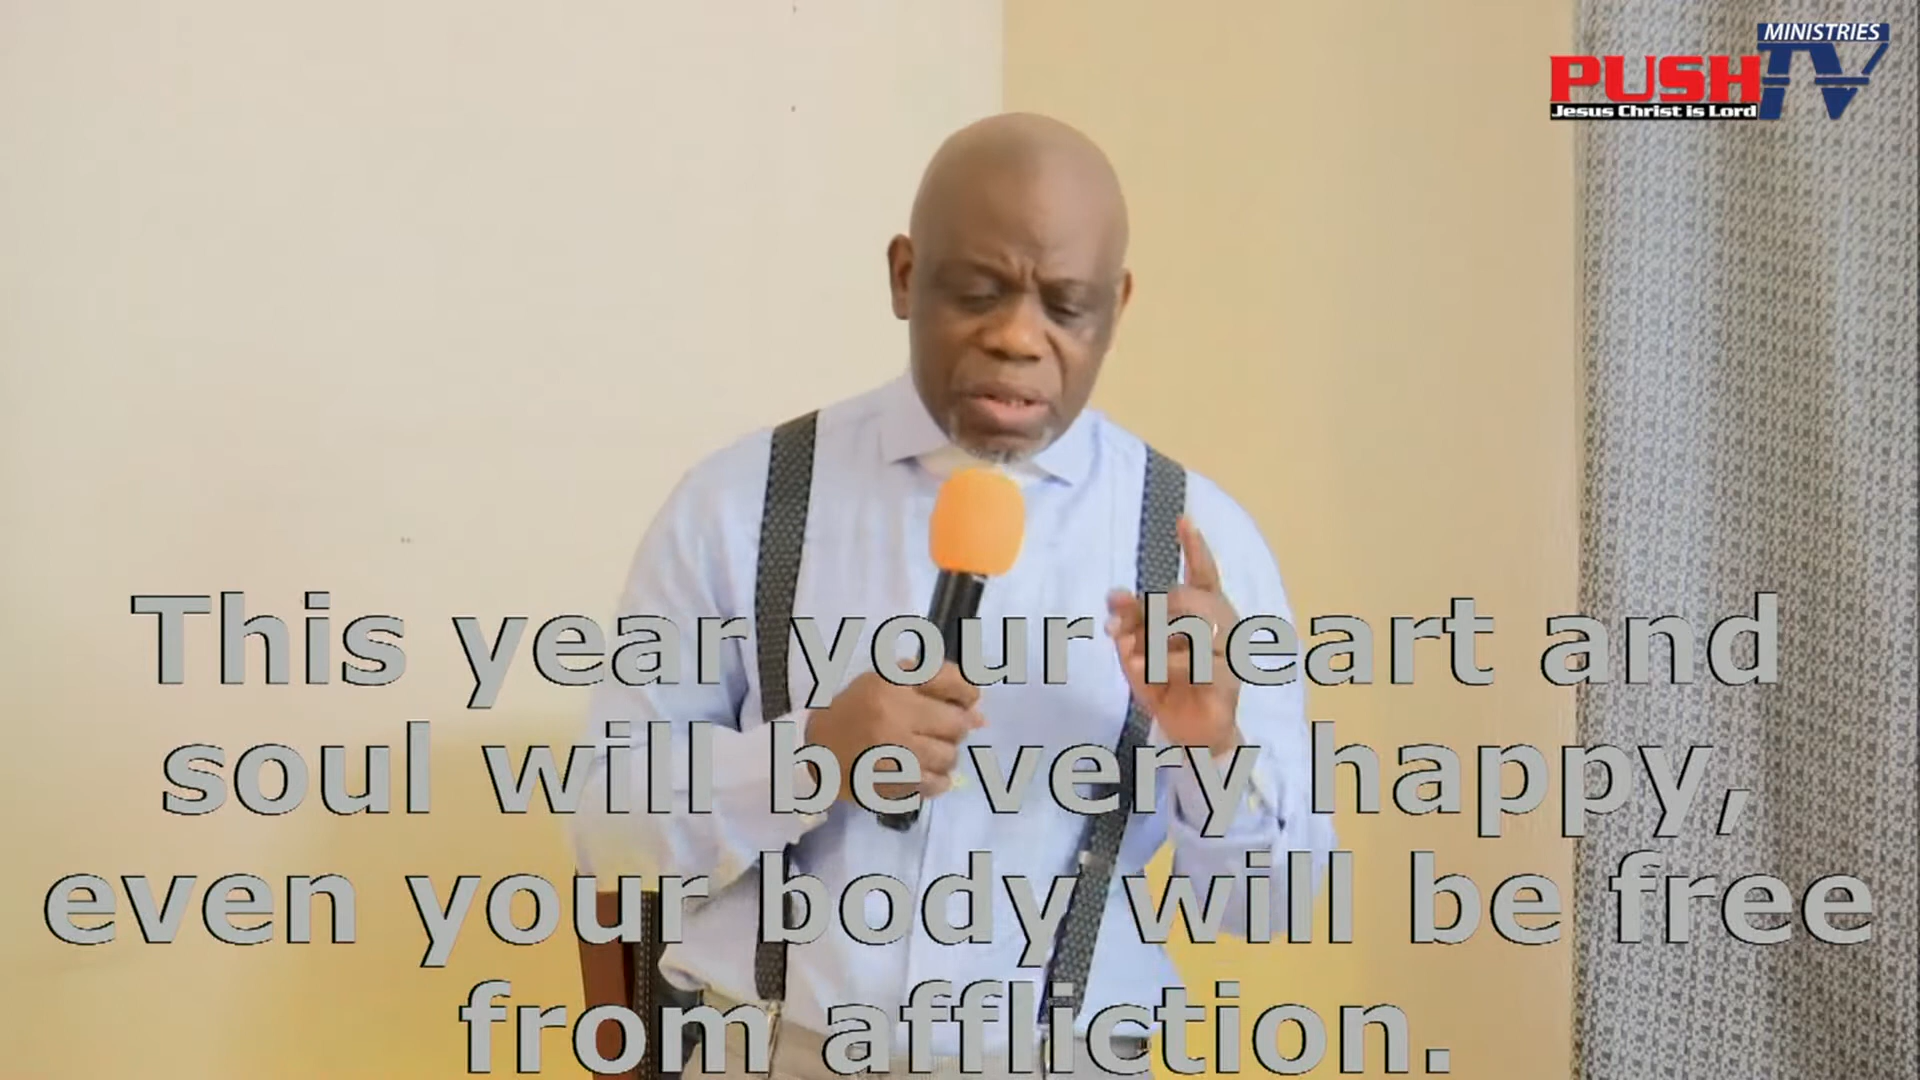 MINISTRIES
PUSH TV
Jesus Christ is Lord
This year your heart and
soul will be very happy,
even your body will be free
from affliction.